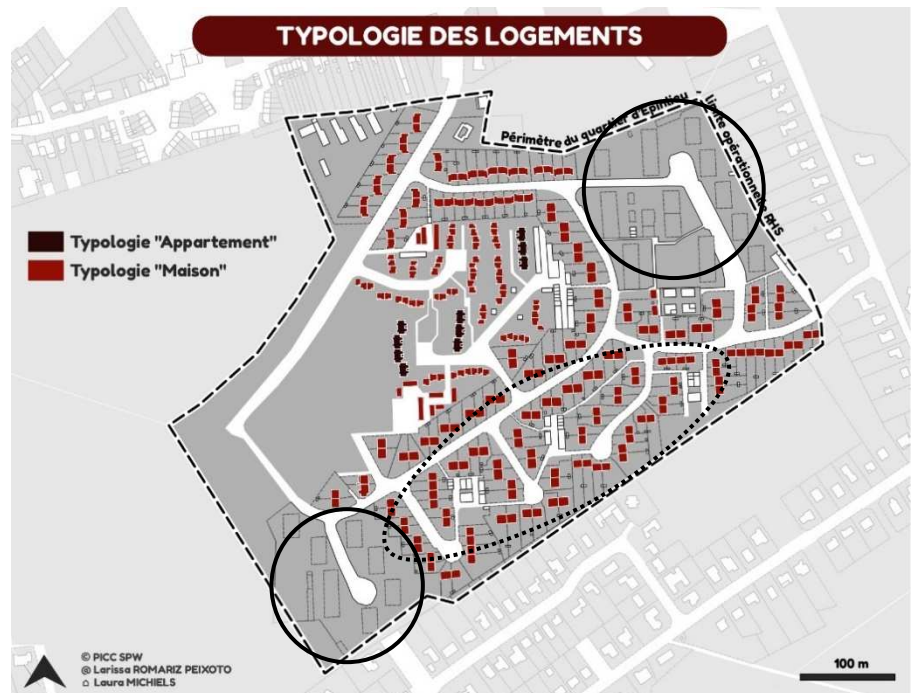 TYPOLOGIE DES LOGEMENTS
Périmètre du quartier d'Epinlieu - limite opérationnelle RHS
Typologie "Appartement"
Typologie "Maison"
© PICC SPW
@ Larissa ROMARIZ PEIXOTO
⌂ Laura MICHIELS
100 m